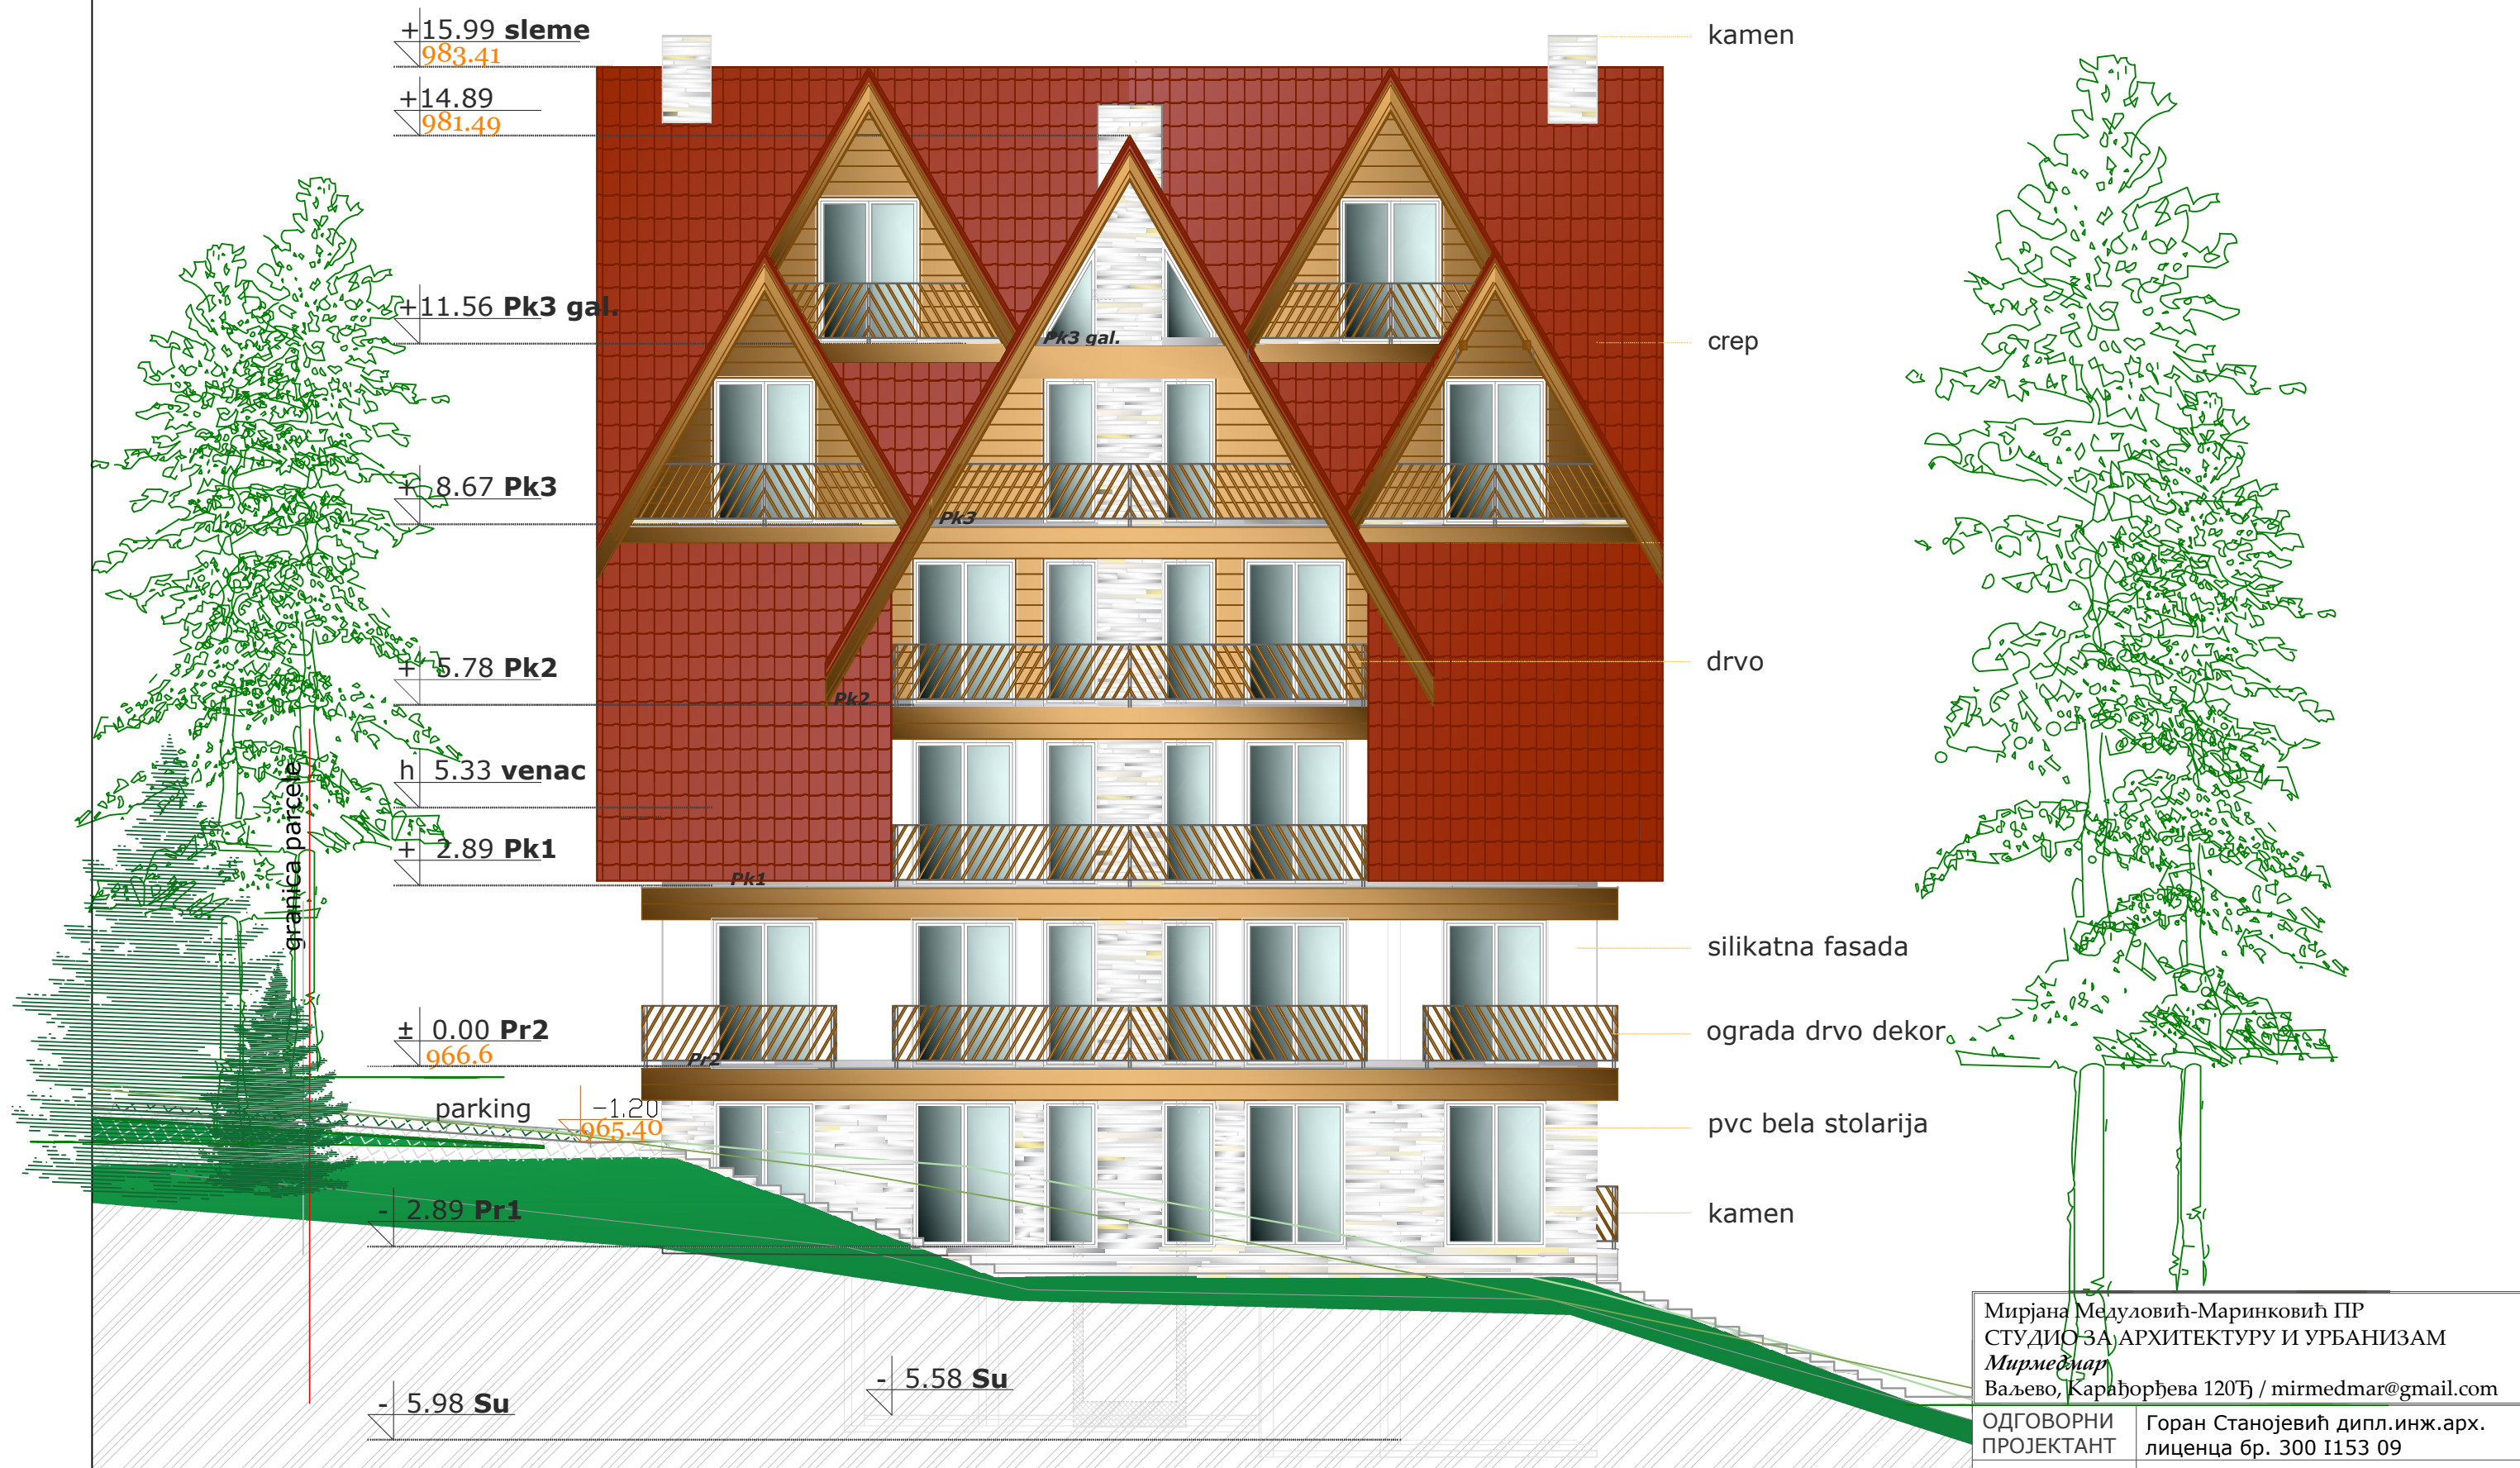 +15.99 sleme
983.41
+14.89
981.49
+11.56 Pk3 gal.
+ 8.67 Pk3
+ 5.78 Pk2
h 5.33 venac
+ 2.89 Pk1
± 0.00 Pr2
966.6
parking
-1.20
965.40
- 2.89 Pr1
- 5.98 Su
- 5.58 Su
granica parcele
Pk3 gal.
Pk3
Pk2
Pk1
Pr2
kamen
crep
drvo
silikatna fasada
ograda drvo dekor
pvc bela stolarija
kamen
Мирјана Медуловић-Маринковић ПР
СТУДИО ЗА АРХИТЕКТУРУ И УРБАНИЗАМ
Мирмедмар
Ваљево, Карађорђева 120Ђ / mirmedmar@gmail.com
ОДГОВОРНИ
ПРОЈЕКТАНТ
Горан Станојевић дипл.инж.арх.
лиценца бр. 300 I153 09